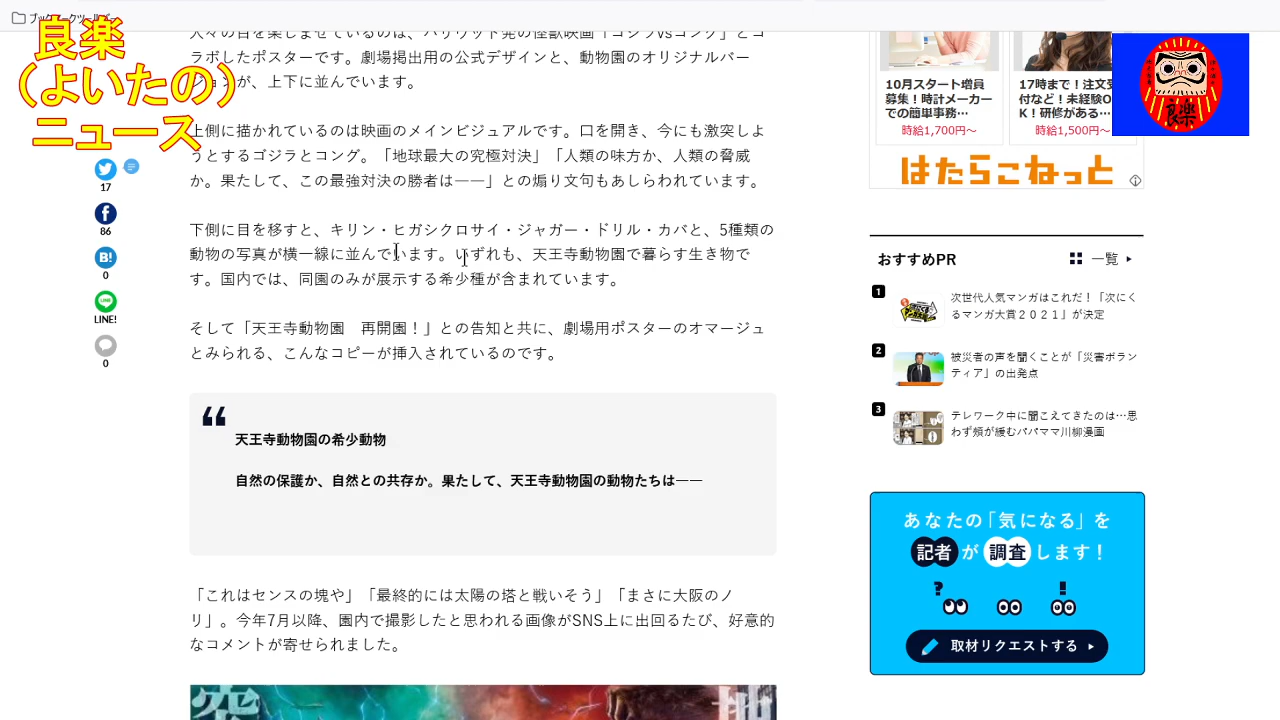 ブックマークツールバー
良楽
（よいたの）
ニュース
人々の目を楽しませているのは、ハリウッド発の怪獣映画「ゴジラvsコング」とコ
ラボしたポスターです。劇場掲出用の公式デザインと、動物園のオリジナルバー
が、上下に並んでいます。
上側に描かれているのは映画のメインビジュアルです。口を開き、今にも激突しよ
うとするゴジラとコング。「地球最大の究極対決」「人類の味方か、人類の脅威
か。果たして、この最強対決の勝者は――」との煽り文句もあしらわれています。
下側に目を移すと、キリン・ヒガシクロサイ・ジャガー・ドリル・カバと、5種類の
動物の写真が横一線に並んでいます。いずれも、天王寺動物園で暮らす生き物で
す。国内では、同園のみが展示する希少種が含まれています。
そして「天王寺動物園　再開園！」との告知と共に、劇場用ポスターのオマージュ
とみられる、こんなコピーが挿入されているのです。
天王寺動物園の希少動物
自然の保護か、自然との共存か。果たして、天王寺動物園の動物たちは――
「これはセンスの塊や」「最終的には太陽の塔と戦いそう」「まさに大阪のノ
リ」。今年7月以降、園内で撮影したと思われる画像がSNS上に出回るたび、好意的
なコメントが寄せられました。
17
86
B!
0
LINE
LINE!
0
10月スタート増員
募集！時計メーカー
での簡単事務…
時給1,700円～
17時まで！注文受
付など！未経験O
K！研修がある…
時給1,500円～
はたらこねっと
良楽
おすすめPR
一覧
1
次世代人気マンガはこれだ！「次にく
るマンガ大賞２０２１」が決定
2
被災者の声を聞くことが「災害ボラン
ティア」の出発点
3
テレワーク中に聞こえてきたのは…思
わず頬が緩むパパママ川柳漫画
あなたの「気になる」を
記者が調査します！
?
!
取材リクエストする